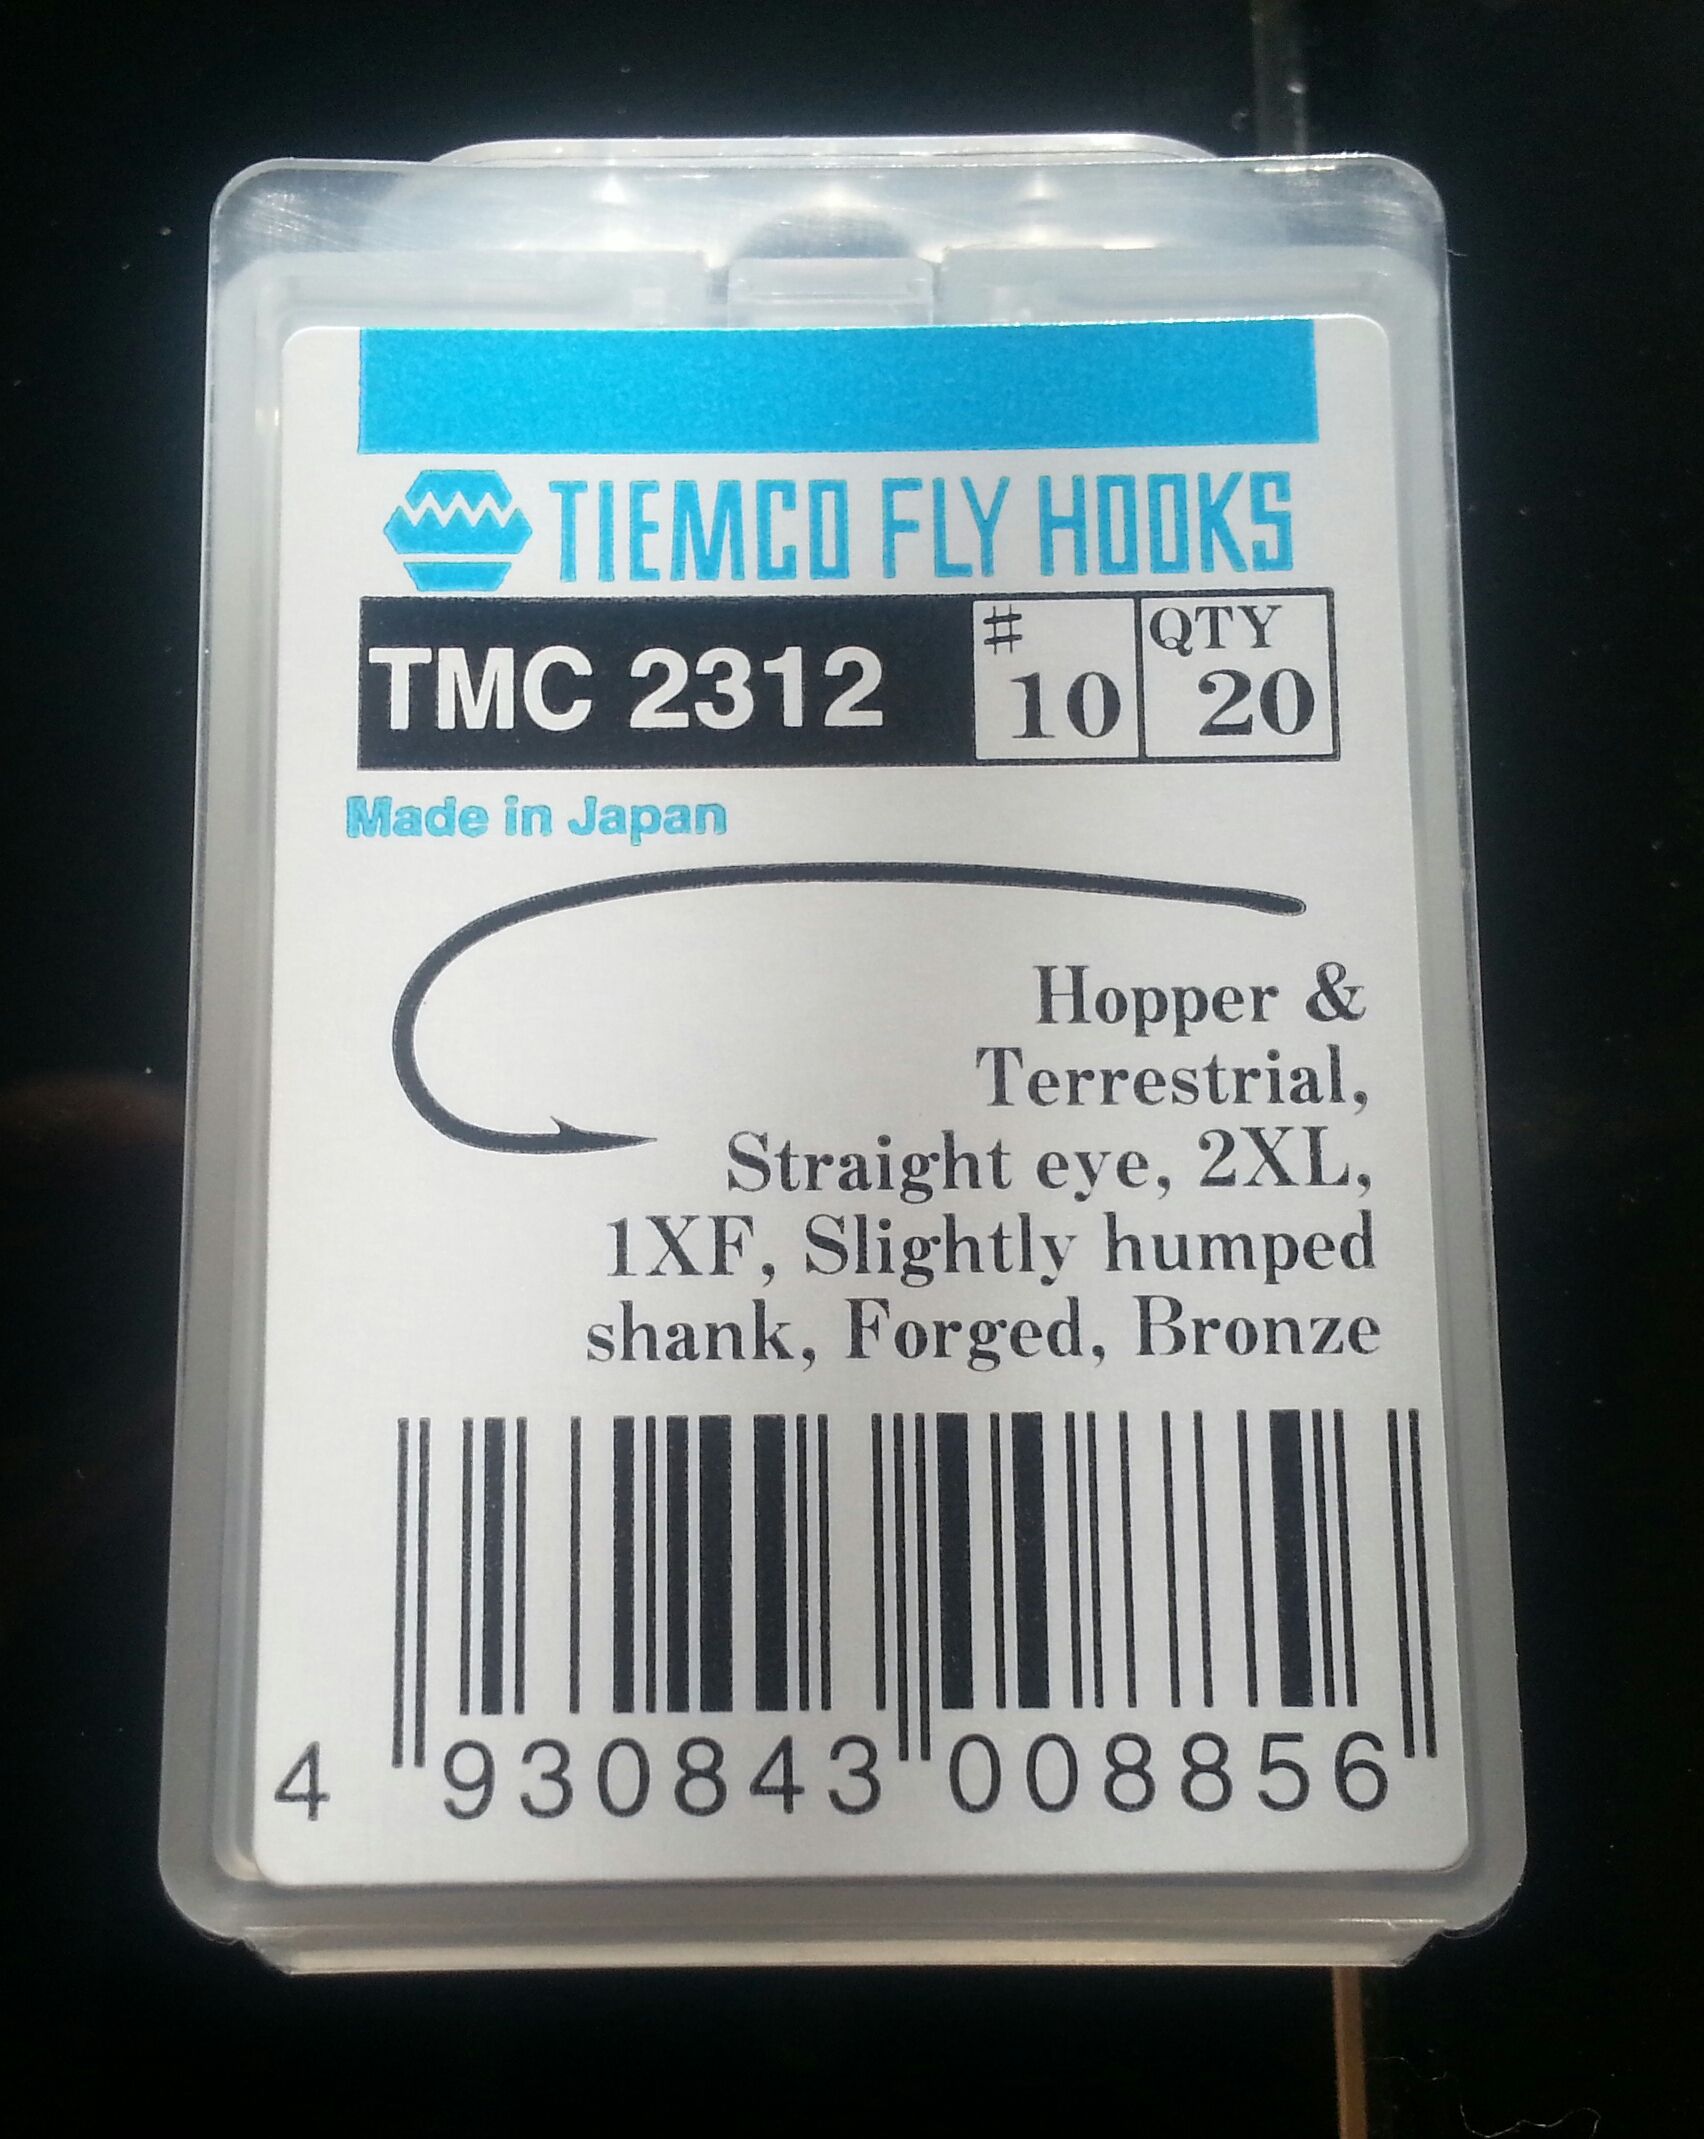 TIEMCO FLY HOOKS
TMC 2312
#
10
QTY
20
Made in Japan
Hopper &
Terrestrial,
Straight eye, 2XL,
1XF, Slightly humped
shank, Forged, Bronze
4 930843 008856